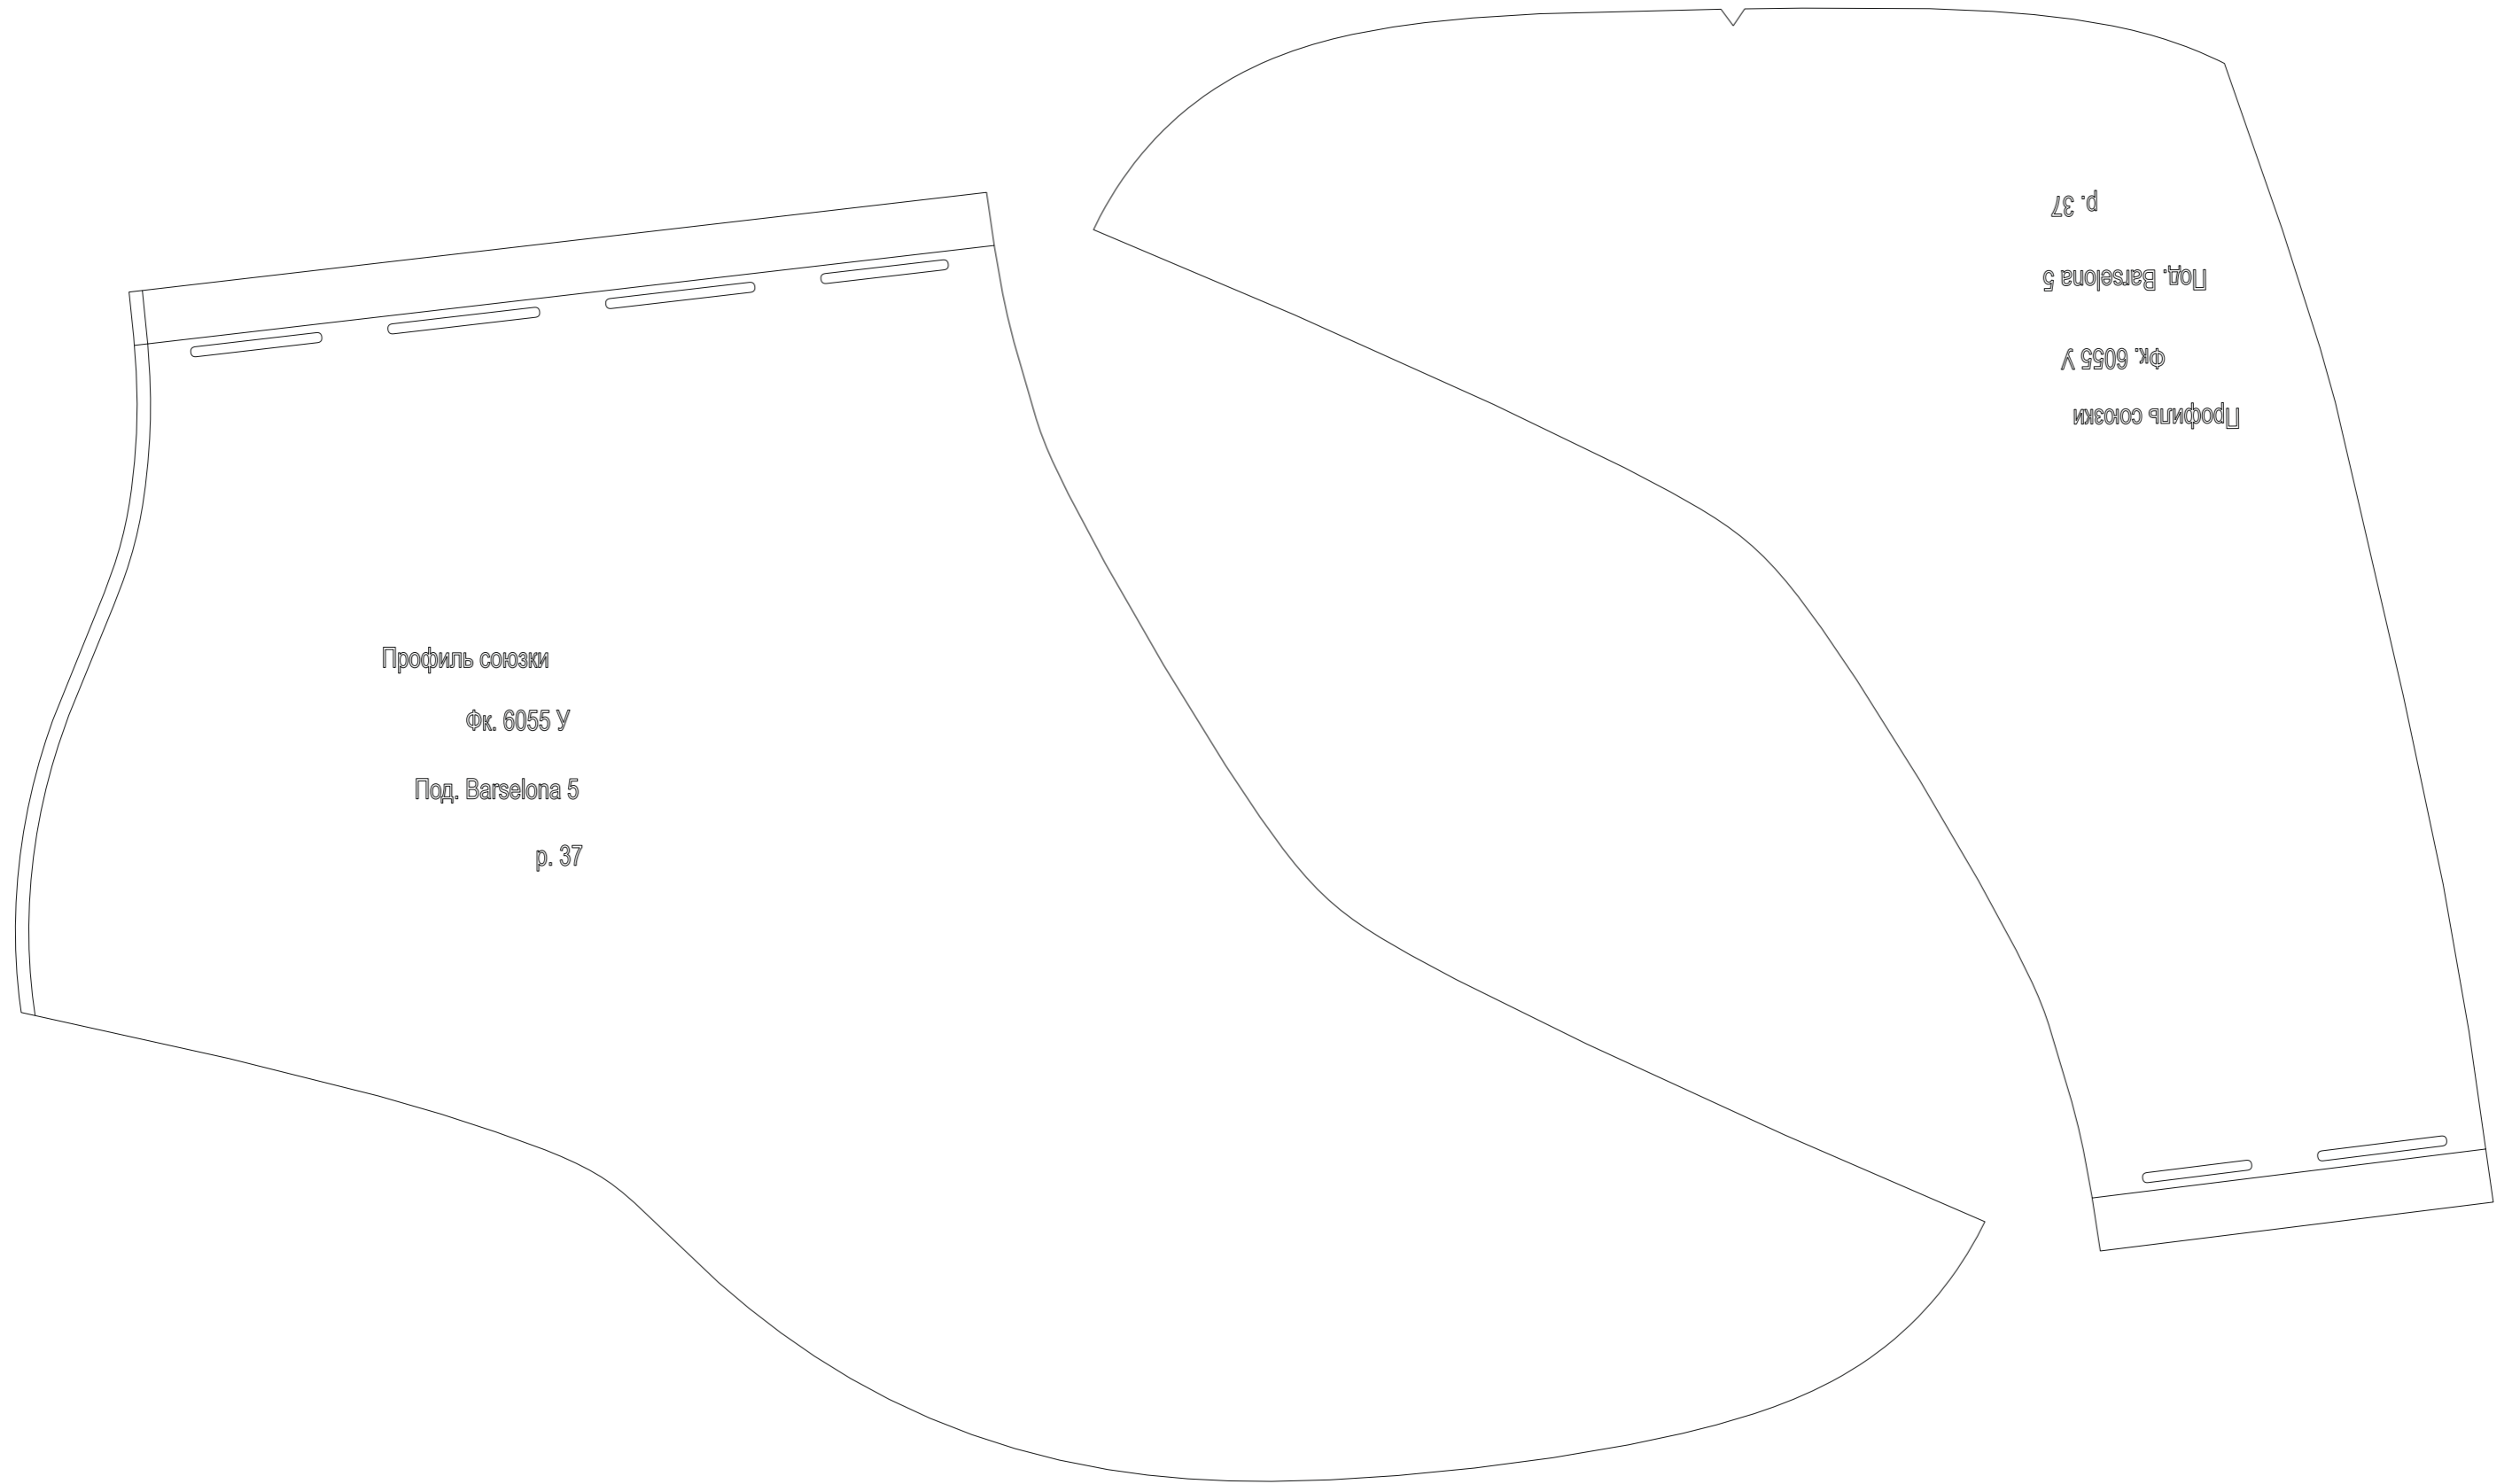 Профиль союзки
Фк. 6055 У
Под. Barselona 5
р. 37
Профиль союзки
Фк. 6055 У
Под. Barselona 5
р. 37